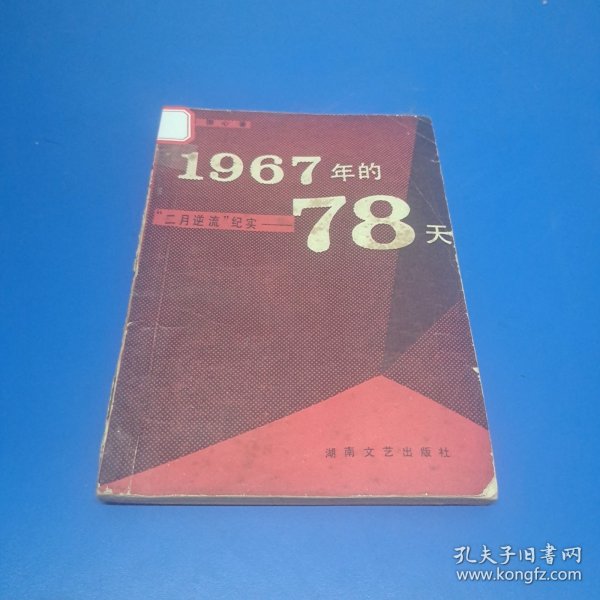 1967年的
78天
"二月逆流"纪实——
湖南文艺出版社
孔夫子旧书网
www.kongfz.com